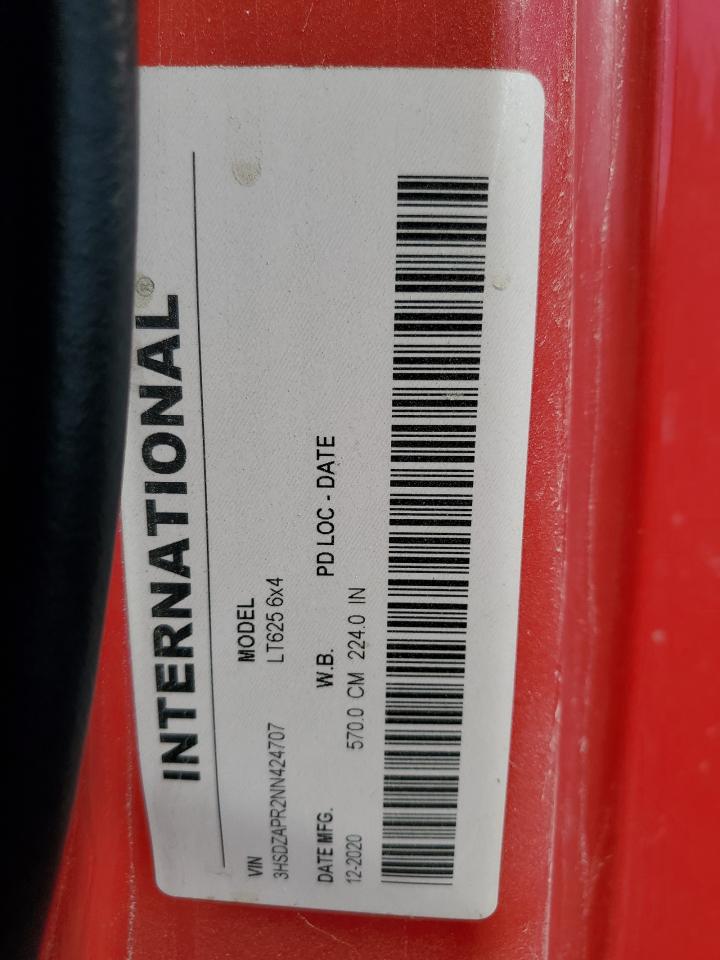 INTERNATIONAL®
VIN MODEL
3HSDZAPR2NN424707 LT625 6x4
DATE MFG. W.B. PD LOC - DATE
12-2020 570.0 CM 224.0 IN